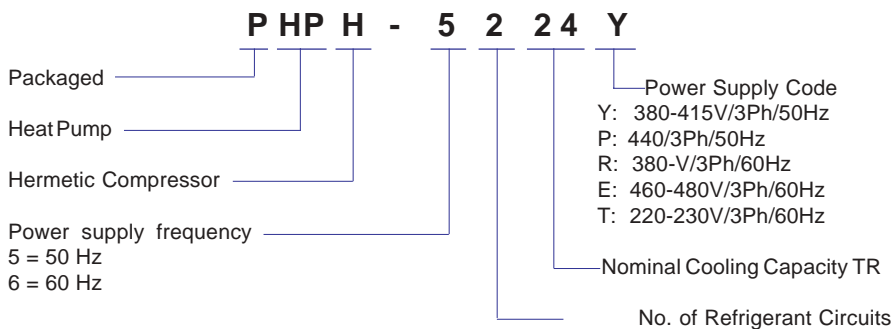 P HP H - 5 2 2 4 Y
Packaged
Heat Pump
Hermetic Compressor
Power supply frequency
5 = 50 Hz
6 = 60 Hz
Power Supply Code
Y: 380-415V/3Ph/50Hz
P: 440/3Ph/50Hz
R: 380-V/3Ph/60Hz
E: 460-480V/3Ph/60Hz
T: 220-230V/3Ph/60Hz
Nominal Cooling Capacity TR
No. of Refrigerant Circuits